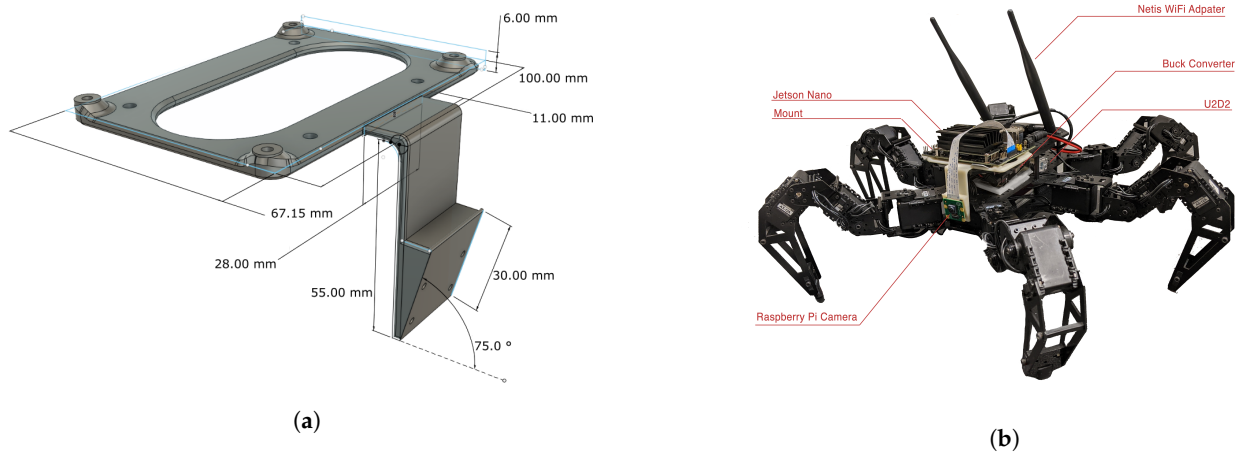 6.00 mm
100.00 mm
11.00 mm
67.15 mm
28.00 mm
55.00 mm
30.00 mm
75.0 °
(a)
Netis WiFi Adpater
Buck Converter
U2D2
Jetson Nano
Mount
Raspberry Pi Camera
(b)